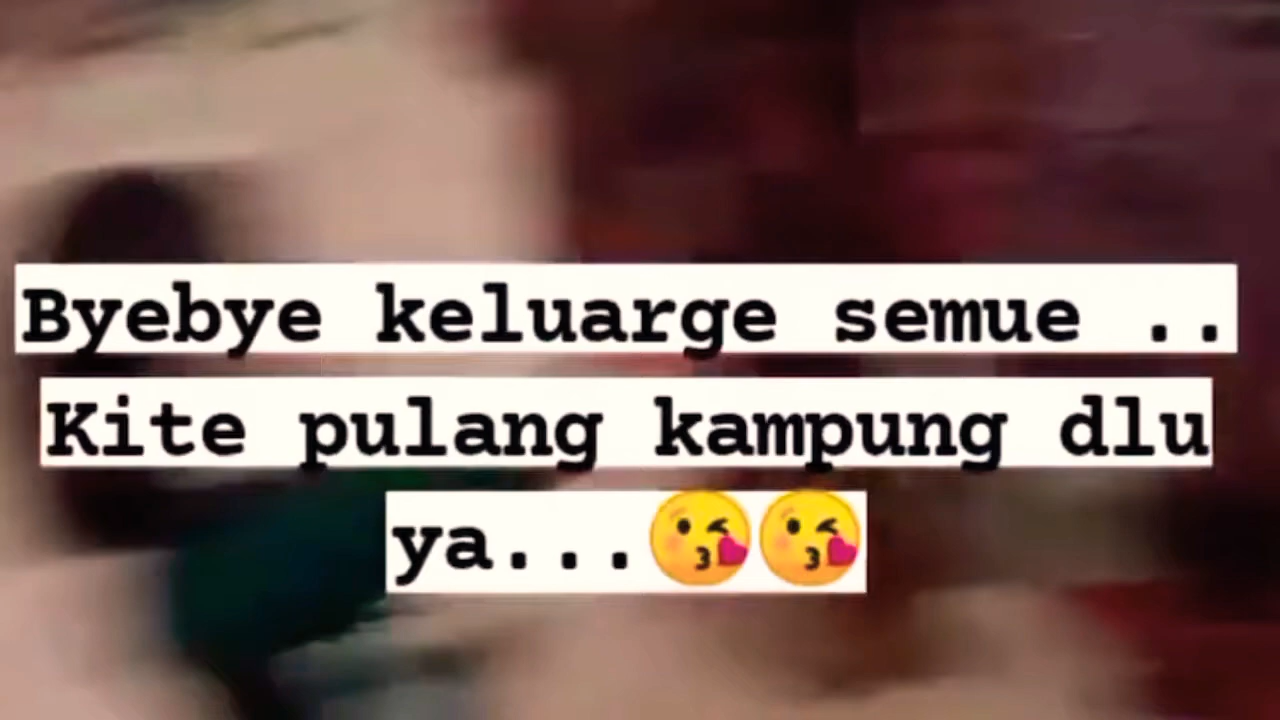 Byebye keluarge semue ..
Kite pulang kampung dlu
ya...😘😘